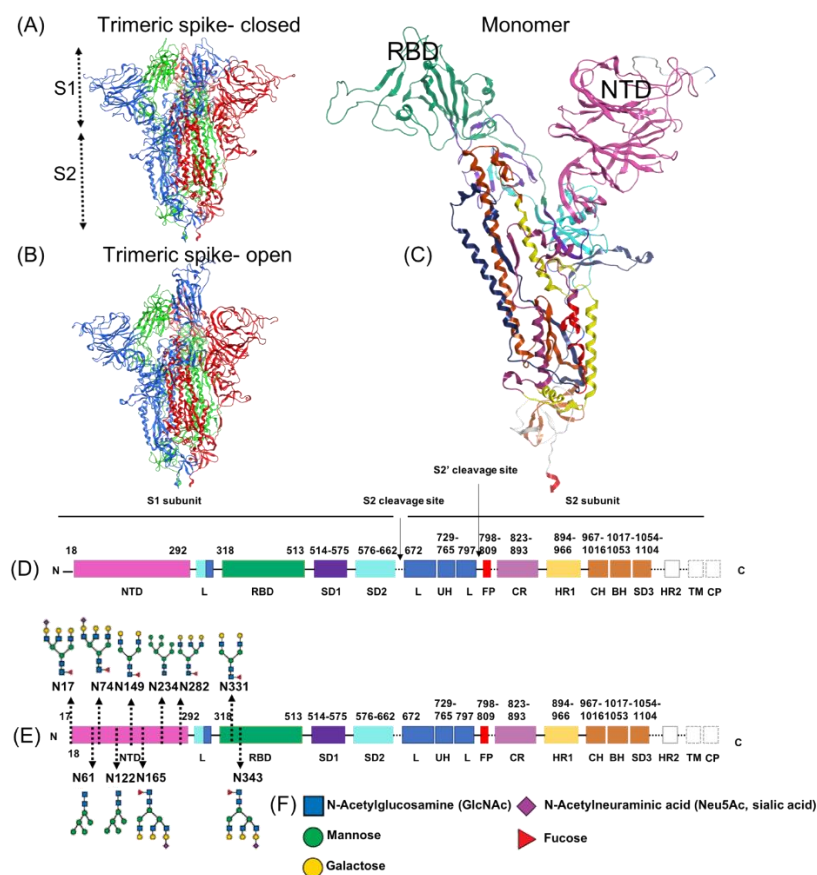 (A) Trimeric spike- closed
Monomer
RBD
NTD
S1
S2
(B) Trimeric spike- open
(C)
S2' cleavage site
S1 subunit
S2 cleavage site
S2 subunit
729- 798- 823- 894- 967- 1017- 1054-
18 292 318 513 514-575 576-662 672 765 797 809 893 966 1016 1053 1104
(D) N C
NTD L RBD SD1 SD2 L UH L FP CR HR1 CH BH SD3 HR2 TM CP
N17 N74 N149 N234 N282 N331
729- 798- 823- 894- 967- 1017- 1054-
17 292 318 513 514-575 576-662 672 765 797 809 893 966 1016 1053 1104
(E) N C
18 NTD L RBD SD1 SD2 L UH L FP CR HR1 CH BH SD3 HR2 TM CP
N61 N122 N165 N343
(F) N-Acetylglucosamine (GlcNAc) N-Acetylneuraminic acid (Neu5Ac, sialic acid)
Mannose Fucose
Galactose